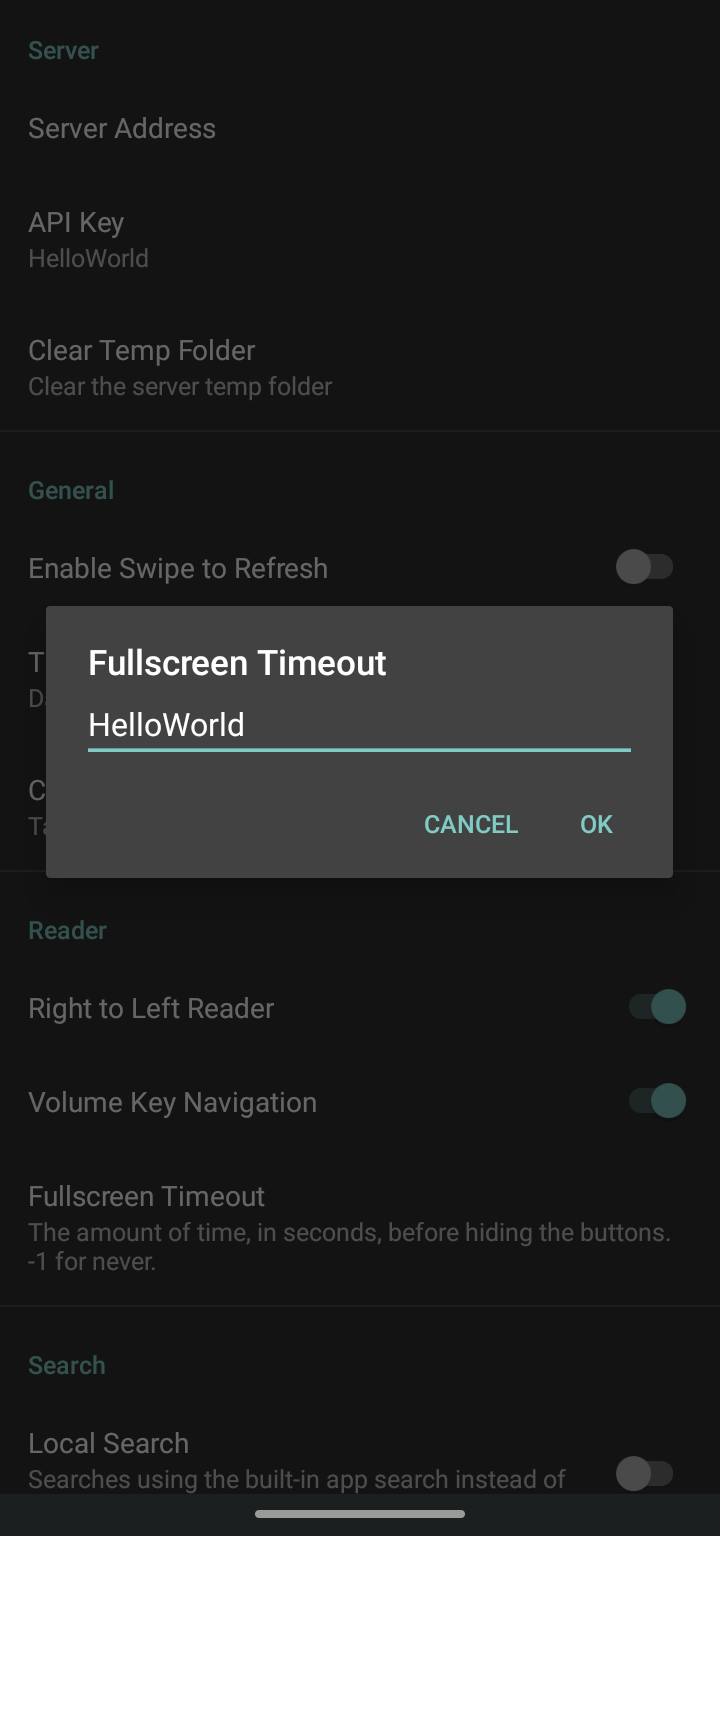 Server
Server Address
API Key
HelloWorld
Clear Temp Folder
Clear the server temp folder
General
Enable Swipe to Refresh
Fullscreen Timeout
HelloWorld
CANCEL
OK
Reader
Right to Left Reader
Volume Key Navigation
Fullscreen Timeout
The amount of time, in seconds, before hiding the buttons.
-1 for never.
Search
Local Search
Searches using the built-in app search instead of